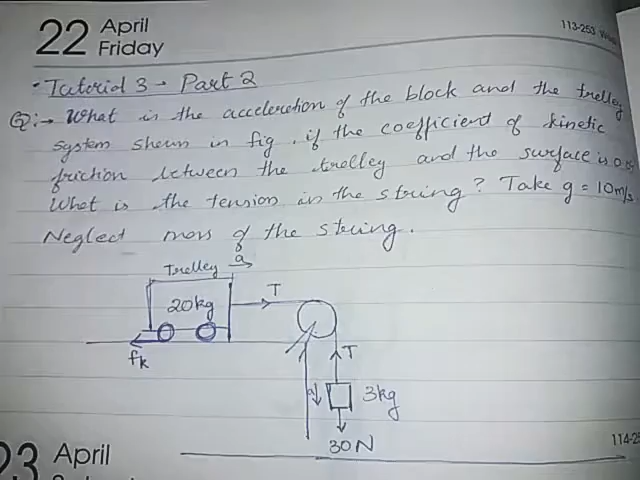 22 April
Friday
113-253
• Tutorial 3 → Part 2
Q:→ What is the acceleration of the block and the trolley
system shown in fig, if the coefficient of kinetic
friction between the trolley and the surface is
What is the tension in the string? Take g = 10m/s
Neglect mass of the string.
Trolley a
T
20kg
fk
T
3kg
30N
23 April
114-25